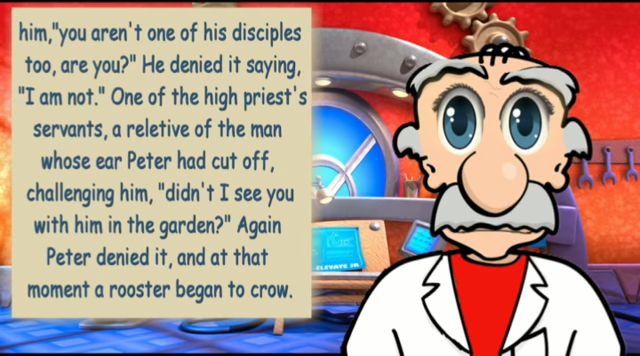 him,"you aren't one of his disciples
too, are you?" He denied it saying,
"I am not." One of the high priest's
servants, a reletive of the man
whose ear Peter had cut off,
challenging him, "didn't I see you
with him in the garden?" Again
Peter denied it, and at that
moment a rooster began to crow.
ELEVATE IN